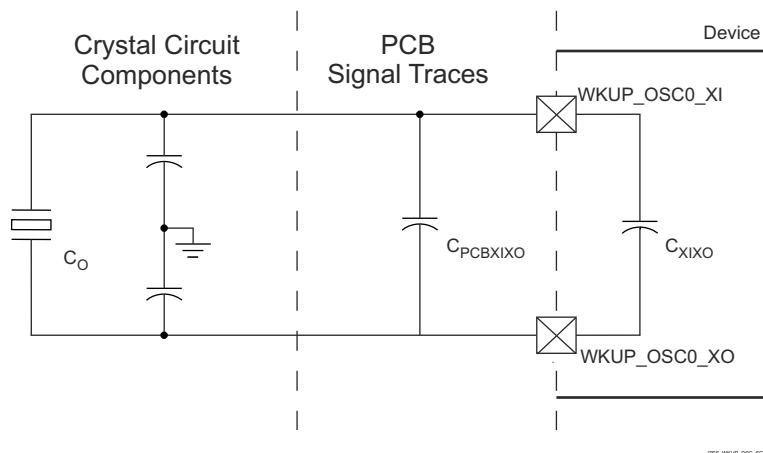 Crystal Circuit
Components
PCB
Signal Traces
Device
WKUP_OSC0_XI
C_O
C_PCBXIXO
C_XIXO
WKUP_OSC0_XO